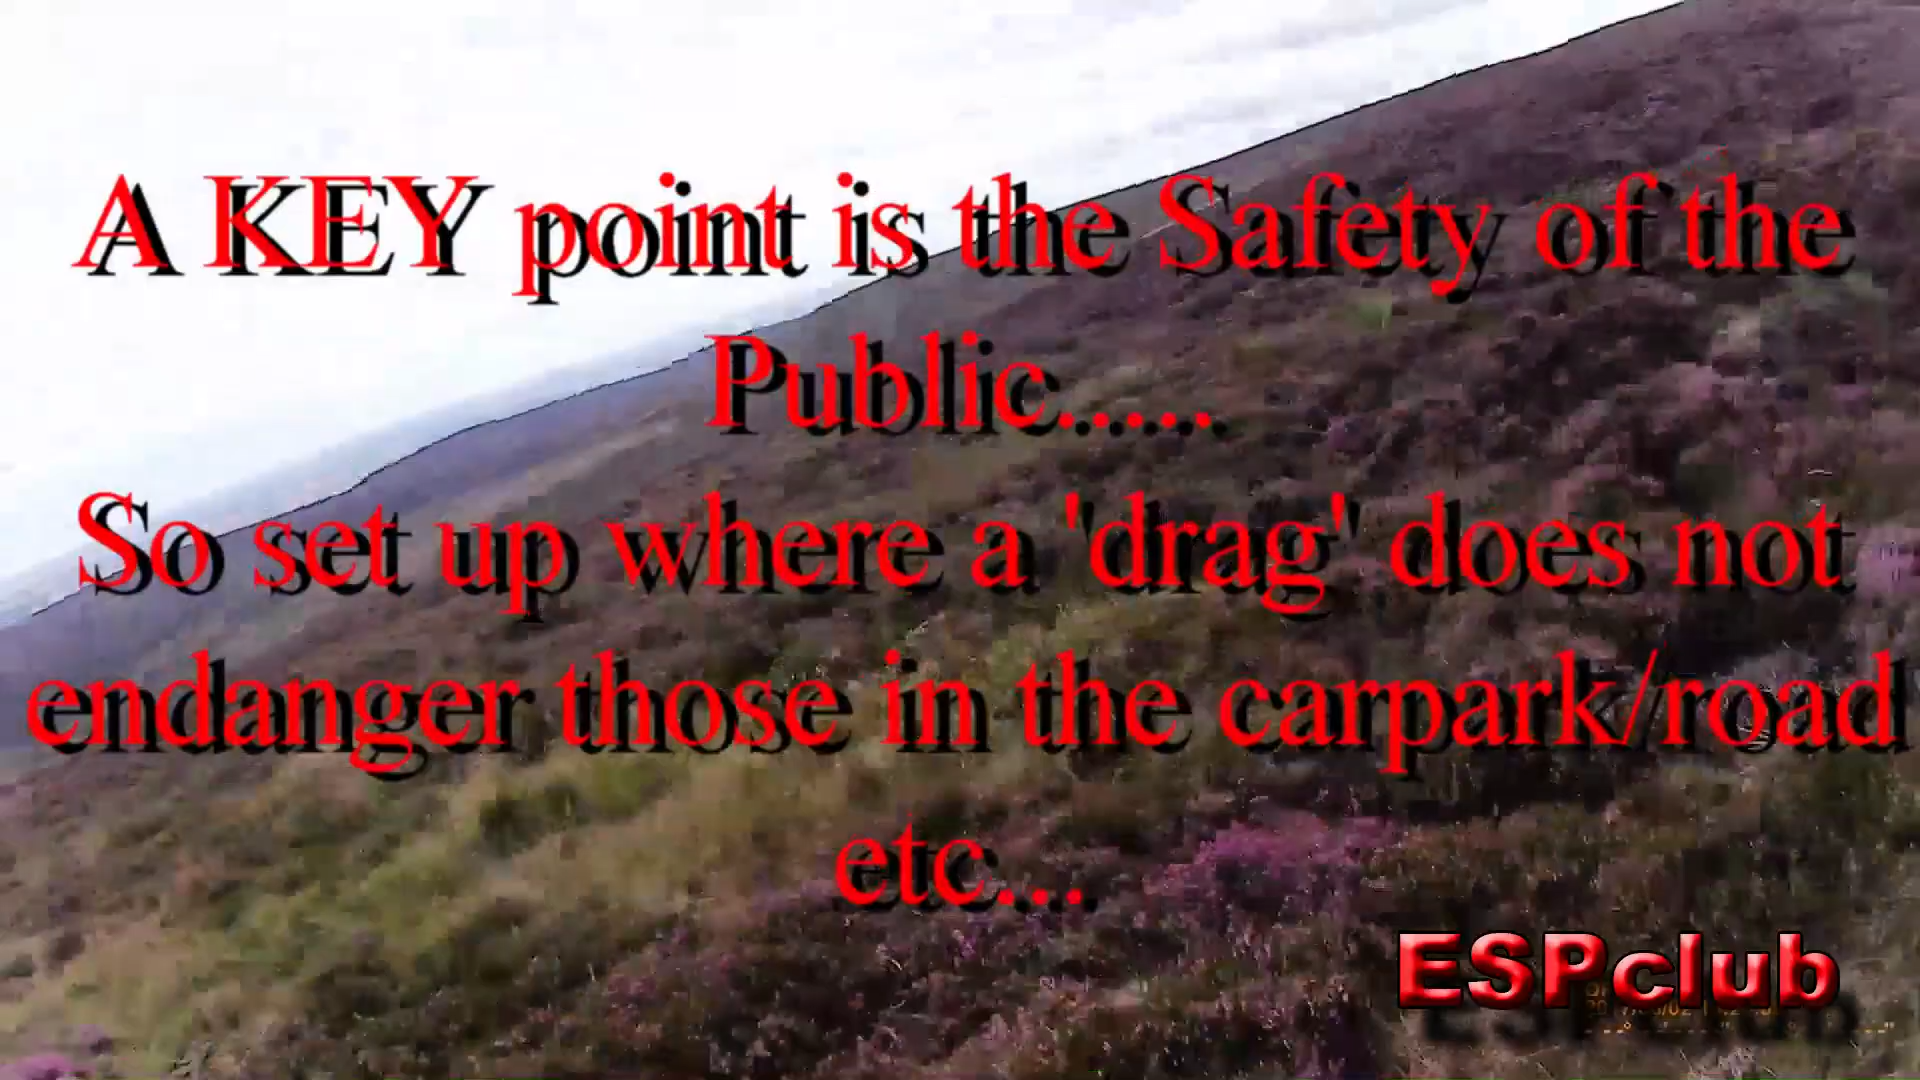 A KEY point is the Safety of the
Public......
So set up where a 'drag' does not
endanger those in the carpark/road
etc...
ESPclub